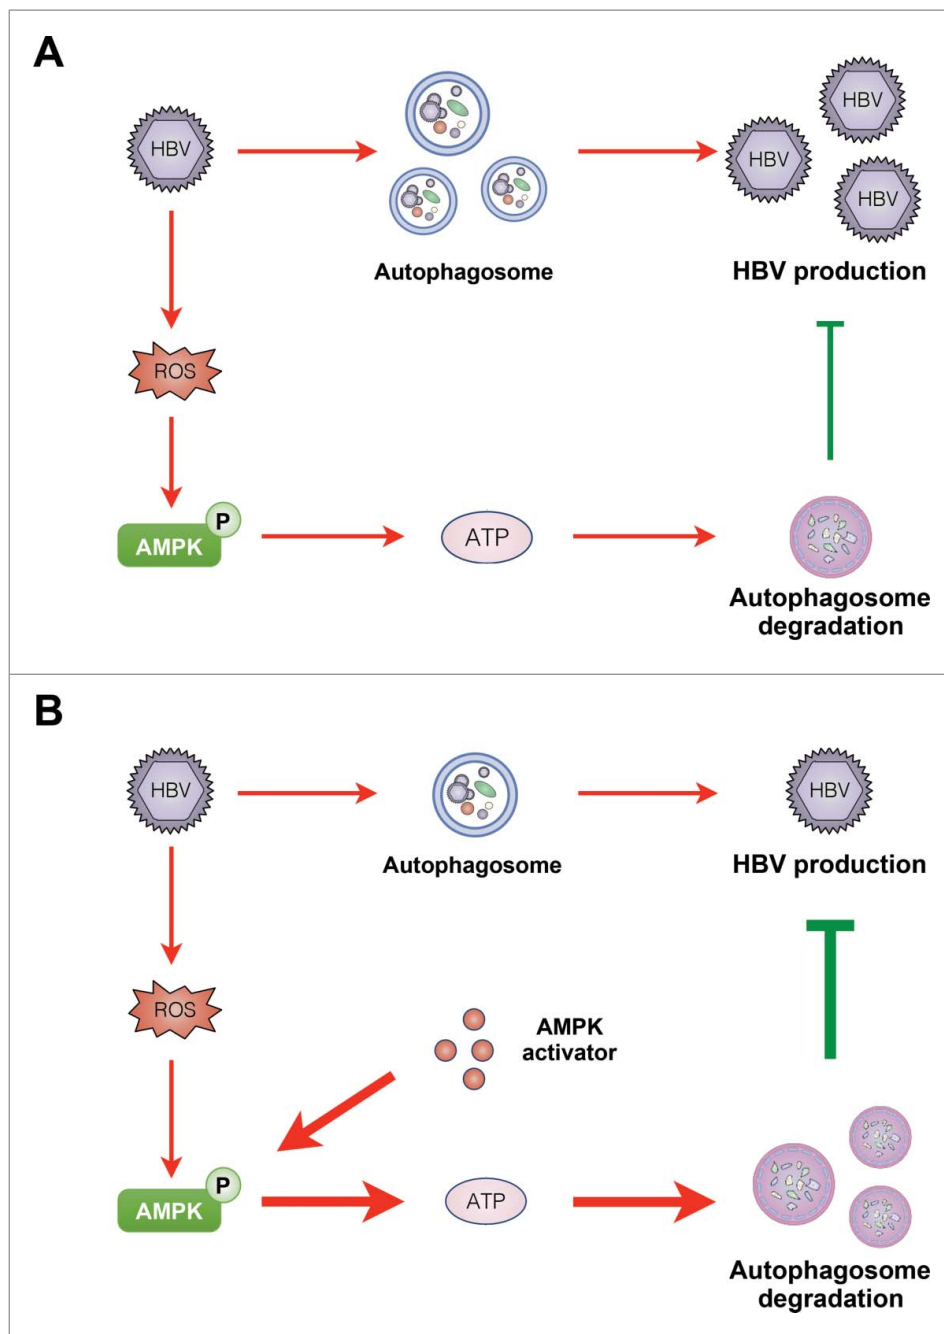 A
HBV
HBV
HBV
HBV
Autophagosome
HBV production
ROS
P
AMPK
ATP
Autophagosome
degradation
B
HBV
HBV
Autophagosome
HBV production
ROS
AMPK
activator
P
AMPK
ATP
Autophagosome
degradation